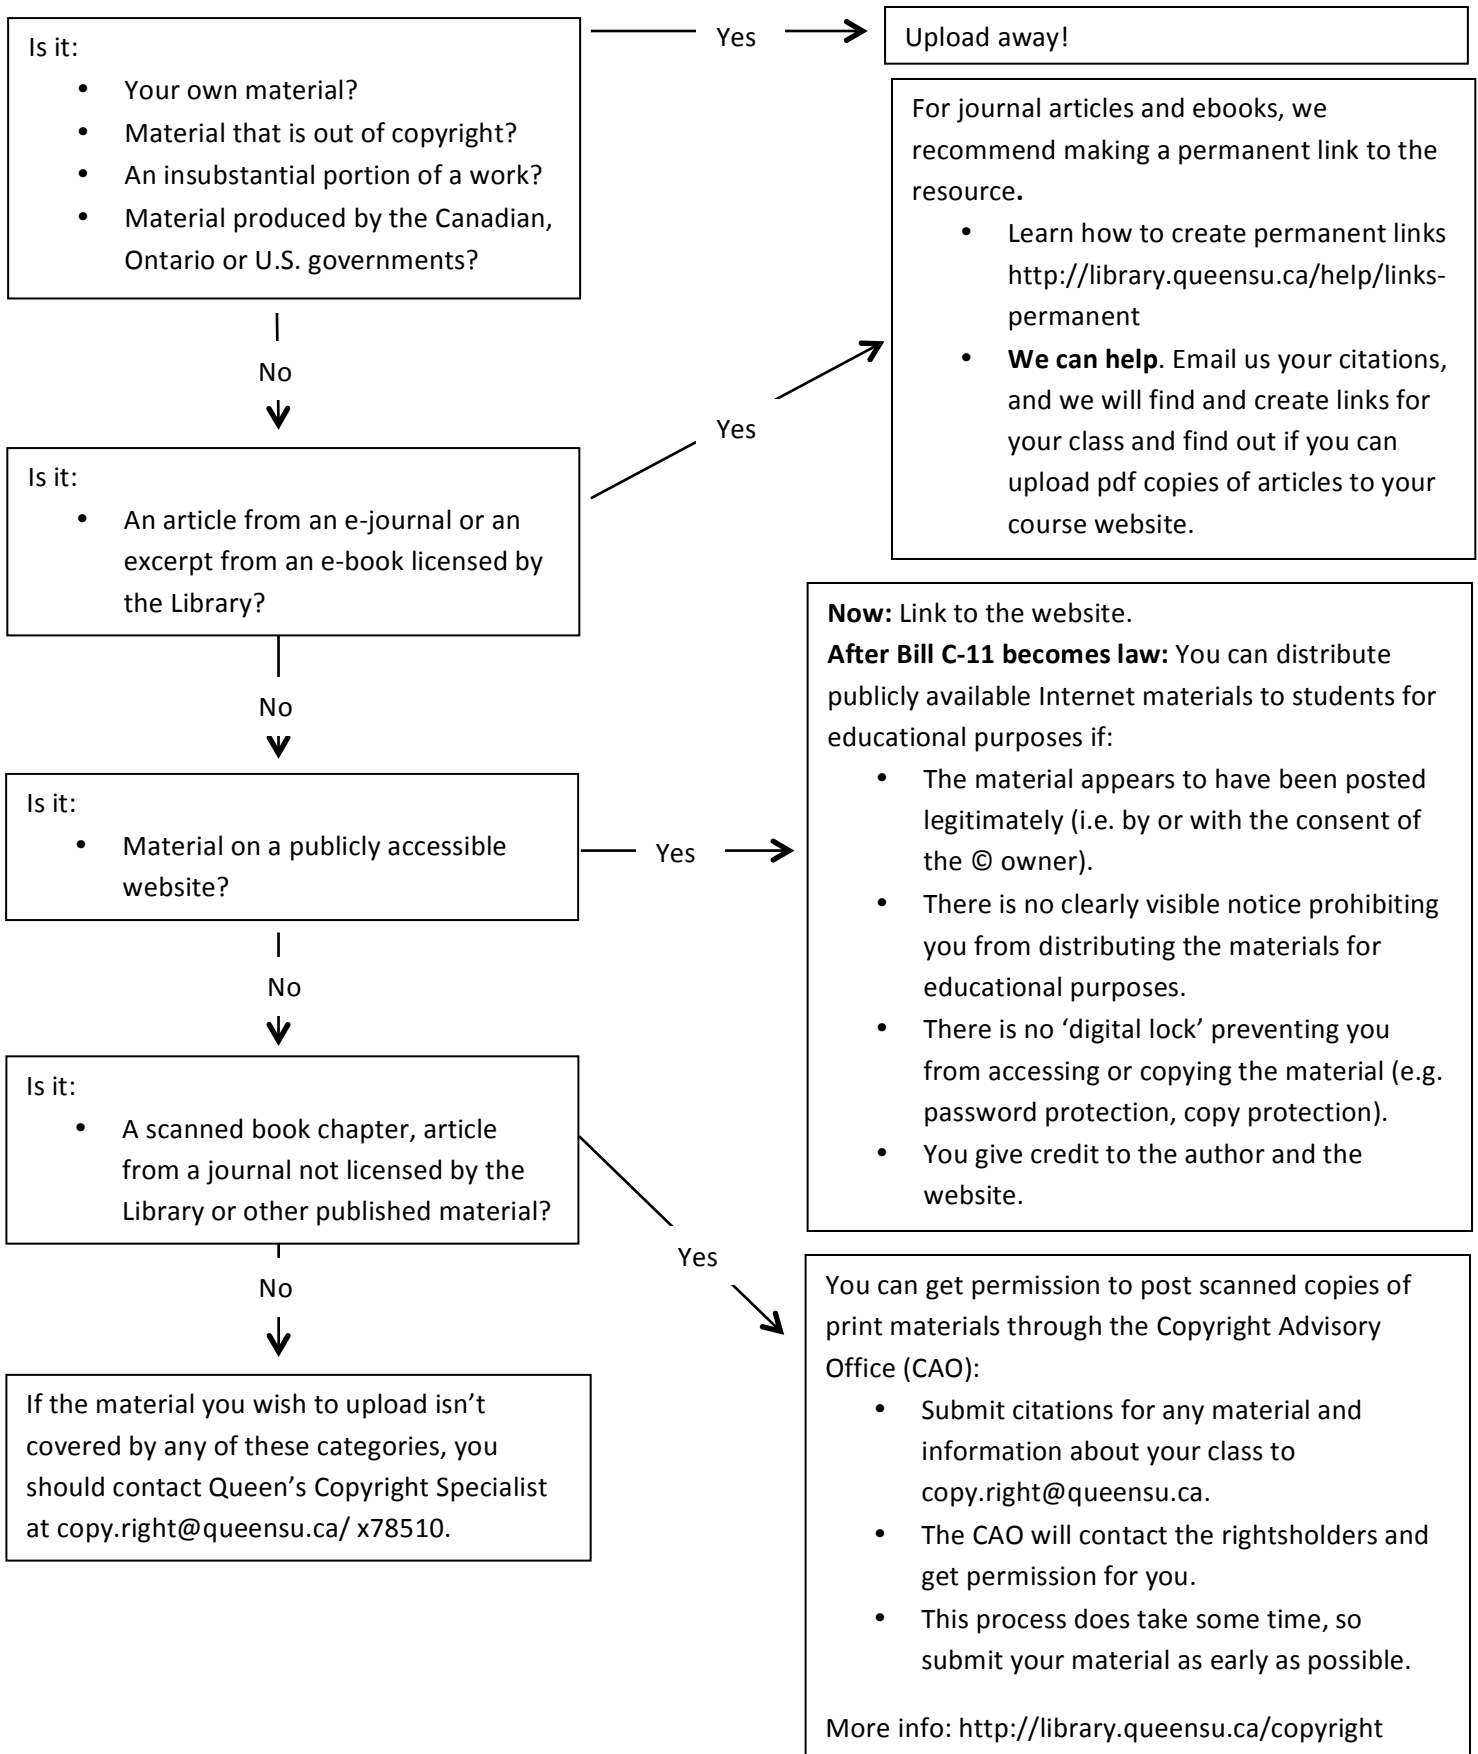 Is it:
• Your own material?
• Material that is out of copyright?
• An insubstantial portion of a work?
• Material produced by the Canadian,
Ontario or U.S. governments?
Yes
Upload away!
No
Is it:
• An article from an e-journal or an
excerpt from an e-book licensed by
the Library?
Yes
For journal articles and ebooks, we
recommend making a permanent link to the
resource.
• Learn how to create permanent links
http://library.queensu.ca/help/links-
permanent
• We can help. Email us your citations,
and we will find and create links for
your class and find out if you can
upload pdf copies of articles to your
course website.
No
Is it:
• Material on a publicly accessible
website?
Yes
Now: Link to the website.
After Bill C-11 becomes law: You can distribute
publicly available Internet materials to students for
educational purposes if:
• The material appears to have been posted
legitimately (i.e. by or with the consent of
the © owner).
• There is no clearly visible notice prohibiting
you from distributing the materials for
educational purposes.
• There is no ‘digital lock’ preventing you
from accessing or copying the material (e.g.
password protection, copy protection).
• You give credit to the author and the
website.
No
Is it:
• A scanned book chapter, article
from a journal not licensed by the
Library or other published material?
Yes
You can get permission to post scanned copies of
print materials through the Copyright Advisory
Office (CAO):
• Submit citations for any material and
information about your class to
copy.right@queensu.ca.
• The CAO will contact the rightsholders and
get permission for you.
• This process does take some time, so
submit your material as early as possible.
More info: http://library.queensu.ca/copyright
No
If the material you wish to upload isn’t
covered by any of these categories, you
should contact Queen’s Copyright Specialist
at copy.right@queensu.ca/ x78510.